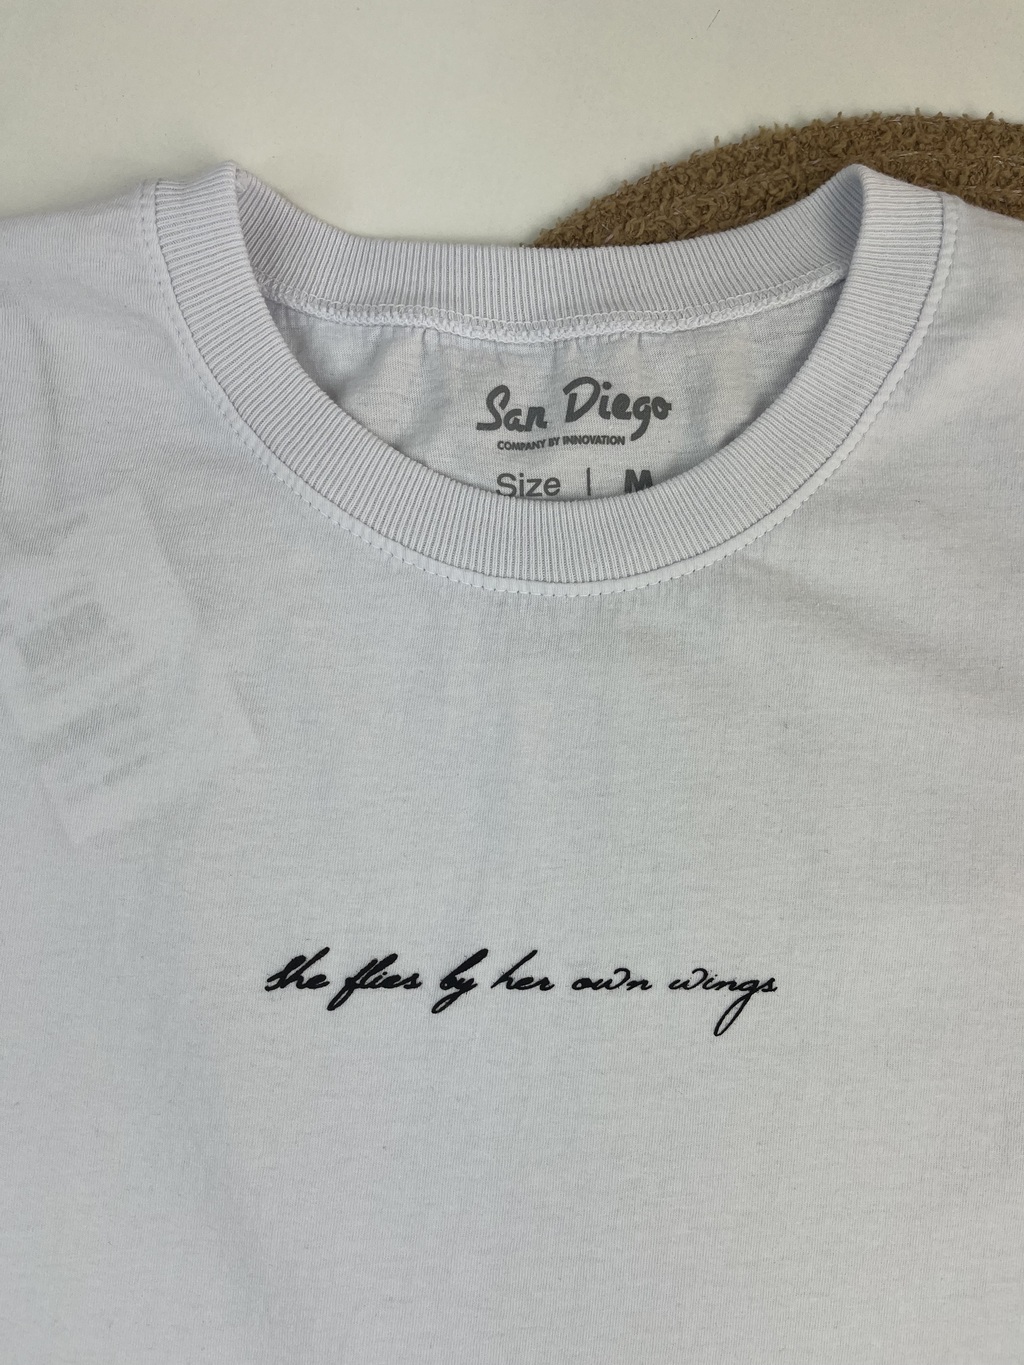 San Diego
COMPANY BY INNOVATION
Size | M
She flies by her own wings